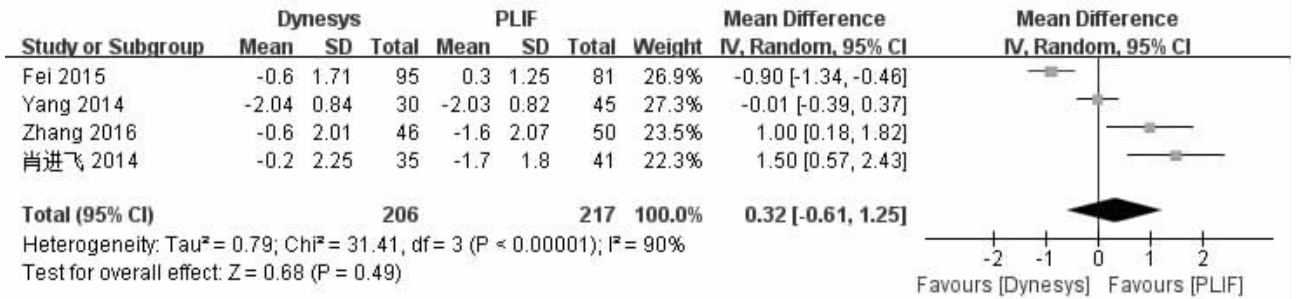 Dynesys PLIF Mean Difference Mean Difference
Study or Subgroup Mean SD Total Mean SD Total Weight IV, Random, 95% CI IV, Random, 95% CI
Fei 2015 -0.6 1.71 95 0.3 1.25 81 26.9% -0.90 [-1.34, -0.46]
Yang 2014 -2.04 0.84 30 -2.03 0.82 45 27.3% -0.01 [-0.39, 0.37]
Zhang 2016 -0.6 2.01 46 -1.6 2.07 50 23.5% 1.00 [0.18, 1.82]
肖进飞 2014 -0.2 2.25 35 -1.7 1.8 41 22.3% 1.50 [0.57, 2.43]
Total (95% CI) 206 217 100.0% 0.32 [-0.61, 1.25]
Heterogeneity: Tau² = 0.79; Chi² = 31.41, df = 3 (P < 0.00001); I² = 90%
Test for overall effect: Z = 0.68 (P = 0.49)
-2 -1 0 1 2
Favours [Dynesys] Favours [PLIF]